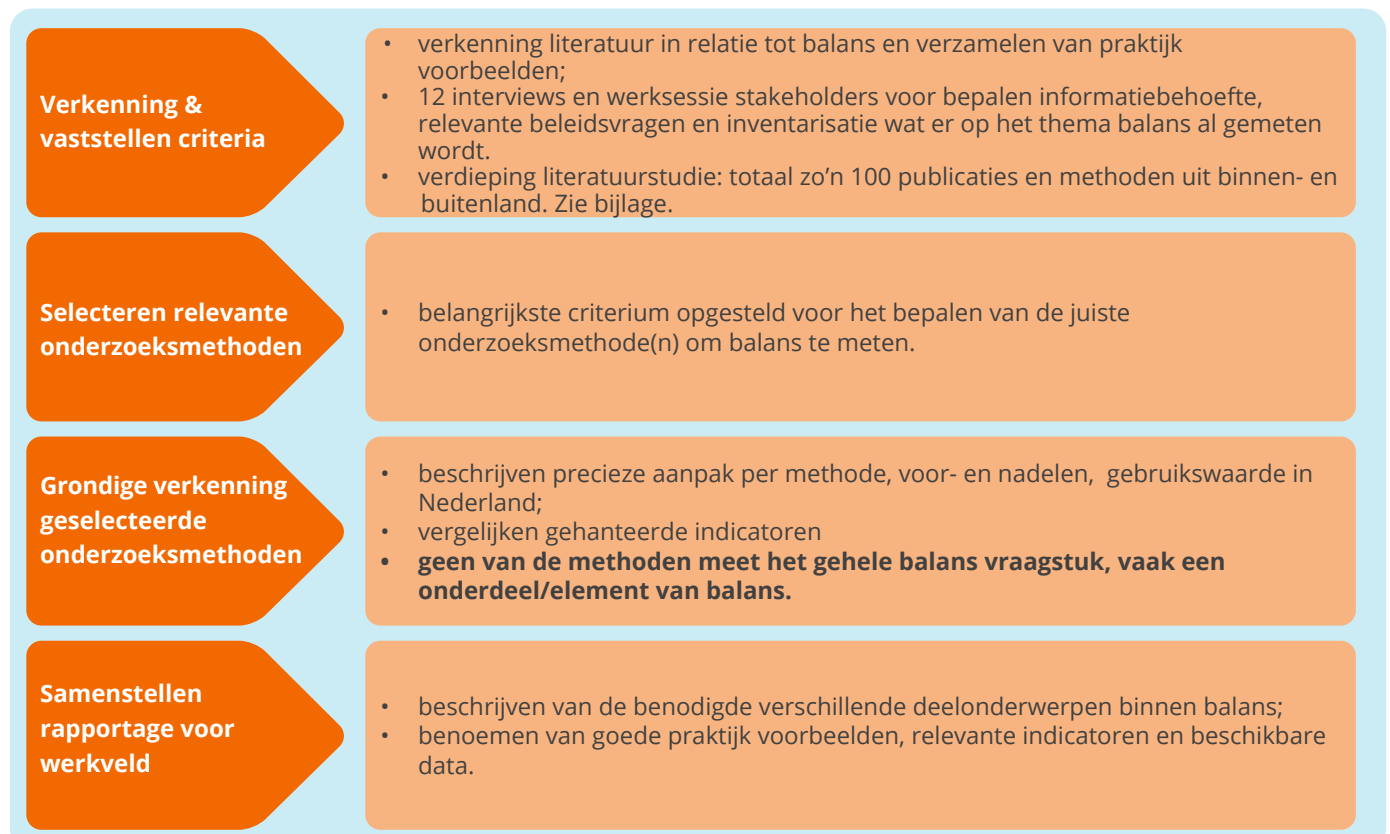 Verkenning &
vaststellen criteria
• verkenning literatuur in relatie tot balans en verzamelen van praktijk
voorbeelden;
• 12 interviews en werksessie stakeholders voor bepalen informatiebehoefte,
relevante beleidsvragen en inventarisatie wat er op het thema balans al gemeten
wordt.
• verdieping literatuurstudie: totaal zo’n 100 publicaties en methoden uit binnen- en
buitenland. Zie bijlage.
Selecteren relevante
onderzoeksmethoden
• belangrijkste criterium opgesteld voor het bepalen van de juiste
onderzoeksmethode(n) om balans te meten.
Grondige verkenning
geselecteerde
onderzoeksmethoden
• beschrijven precieze aanpak per methode, voor- en nadelen, gebruikswaarde in
Nederland;
• vergelijken gehanteerde indicatoren
• geen van de methoden meet het gehele balans vraagstuk, vaak een
onderdeel/element van balans.
Samenstellen
rapportage voor
werkveld
• beschrijven van de benodigde verschillende deelonderwerpen binnen balans;
• benoemen van goede praktijk voorbeelden, relevante indicatoren en beschikbare
data.